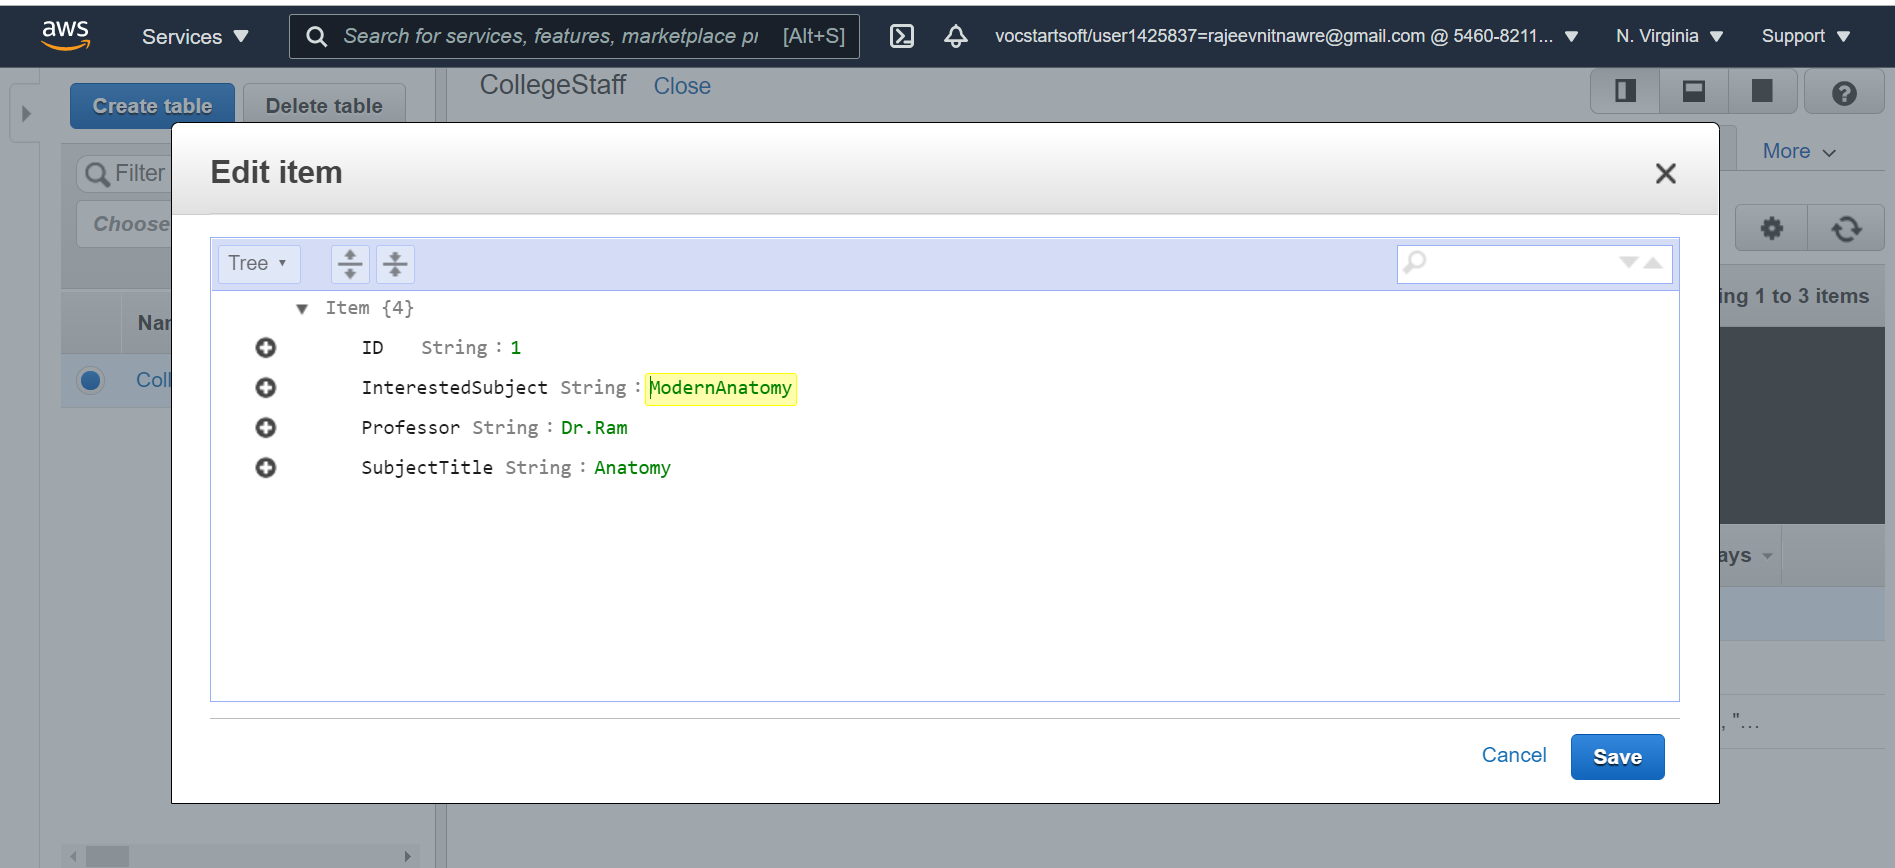 aws Services Search for services, features, marketplace pr [Alt+S] vocstartsoft/user1425837=rajeevnitnawre@gmail.com @ 5460-8211... N. Virginia Support
Create table Delete table CollegeStaff Close
Edit item
More
Filter
Choose
Tree
ing 1 to 3 items
Item {4}
Nar
ID String : 1
Coll
InterestedSubject String : ModernAnatomy
Professor String : Dr.Ram
SubjectTitle String : Anatomy
ays
, "...
Cancel Save